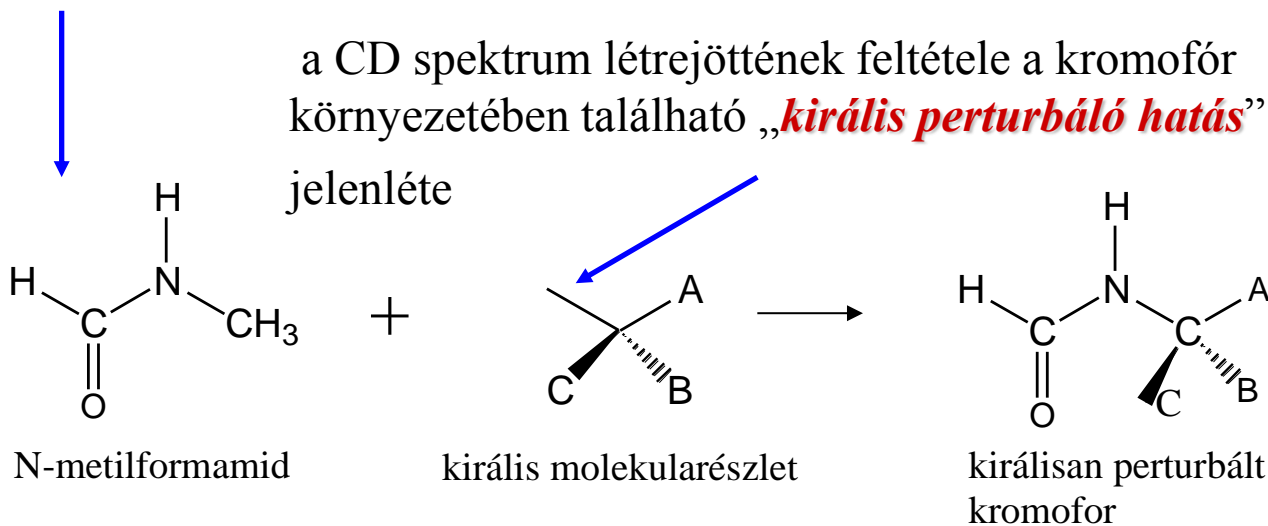 a CD spektrum létrejöttének feltétele a kromofór
környezetében található „királis perturbáló hatás”
jelenléte
H
H
N
C
CH3
O
+
A
C
B
H
H
N
A
C
C
B
C
O
N-metilformamid
királis molekularészlet
királisan perturbált
kromofor